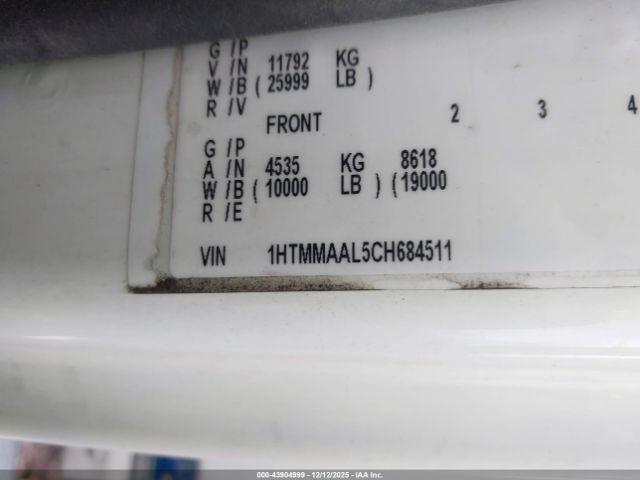 G /P
V /N 11792 KG
W /B ( 25999 LB )
R /V
FRONT 2 3 4
G /P
A /N 4535 KG 8618
W /B ( 10000 LB ) ( 19000
R /E
VIN 1HTMMAAL5CH684511
000-43904999 - 12/12/2025 - IAA Inc.